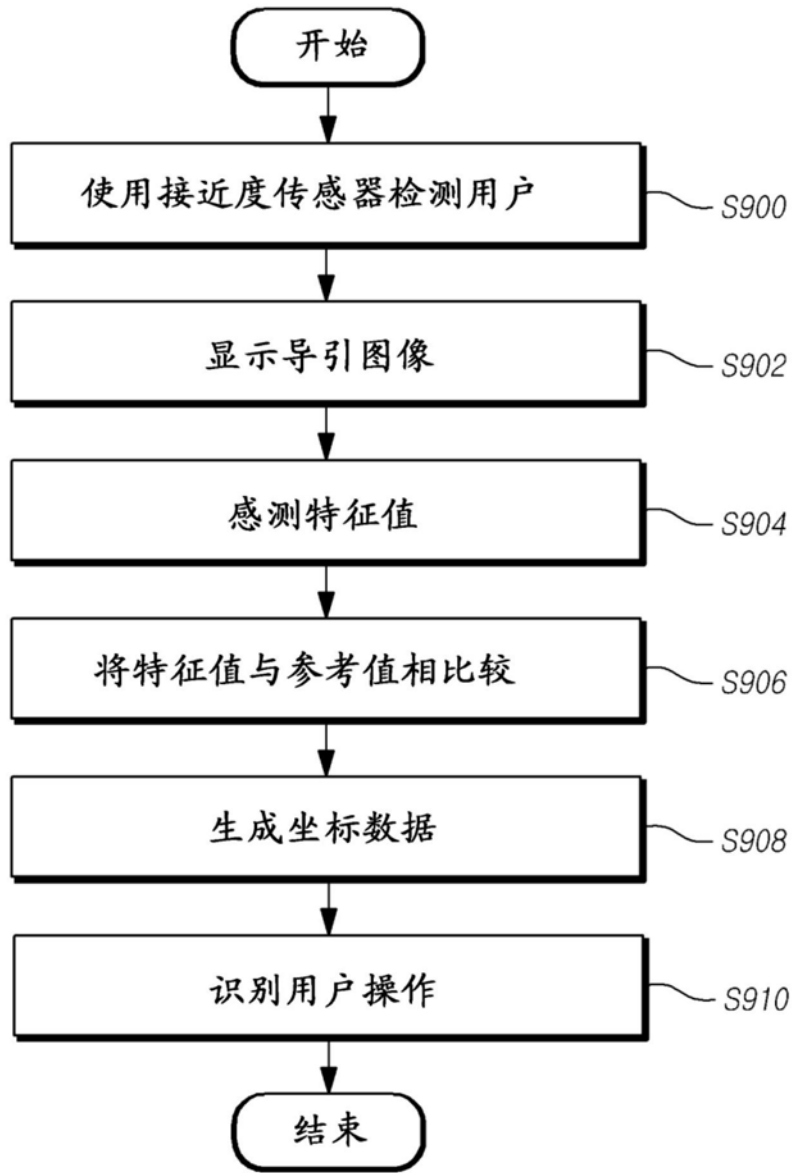 开始
使用接近度传感器检测用户
S900
显示导引图像
S902
感测特征值
S904
将特征值与参考值相比较
S906
生成坐标数据
S908
识别用户操作
S910
结束